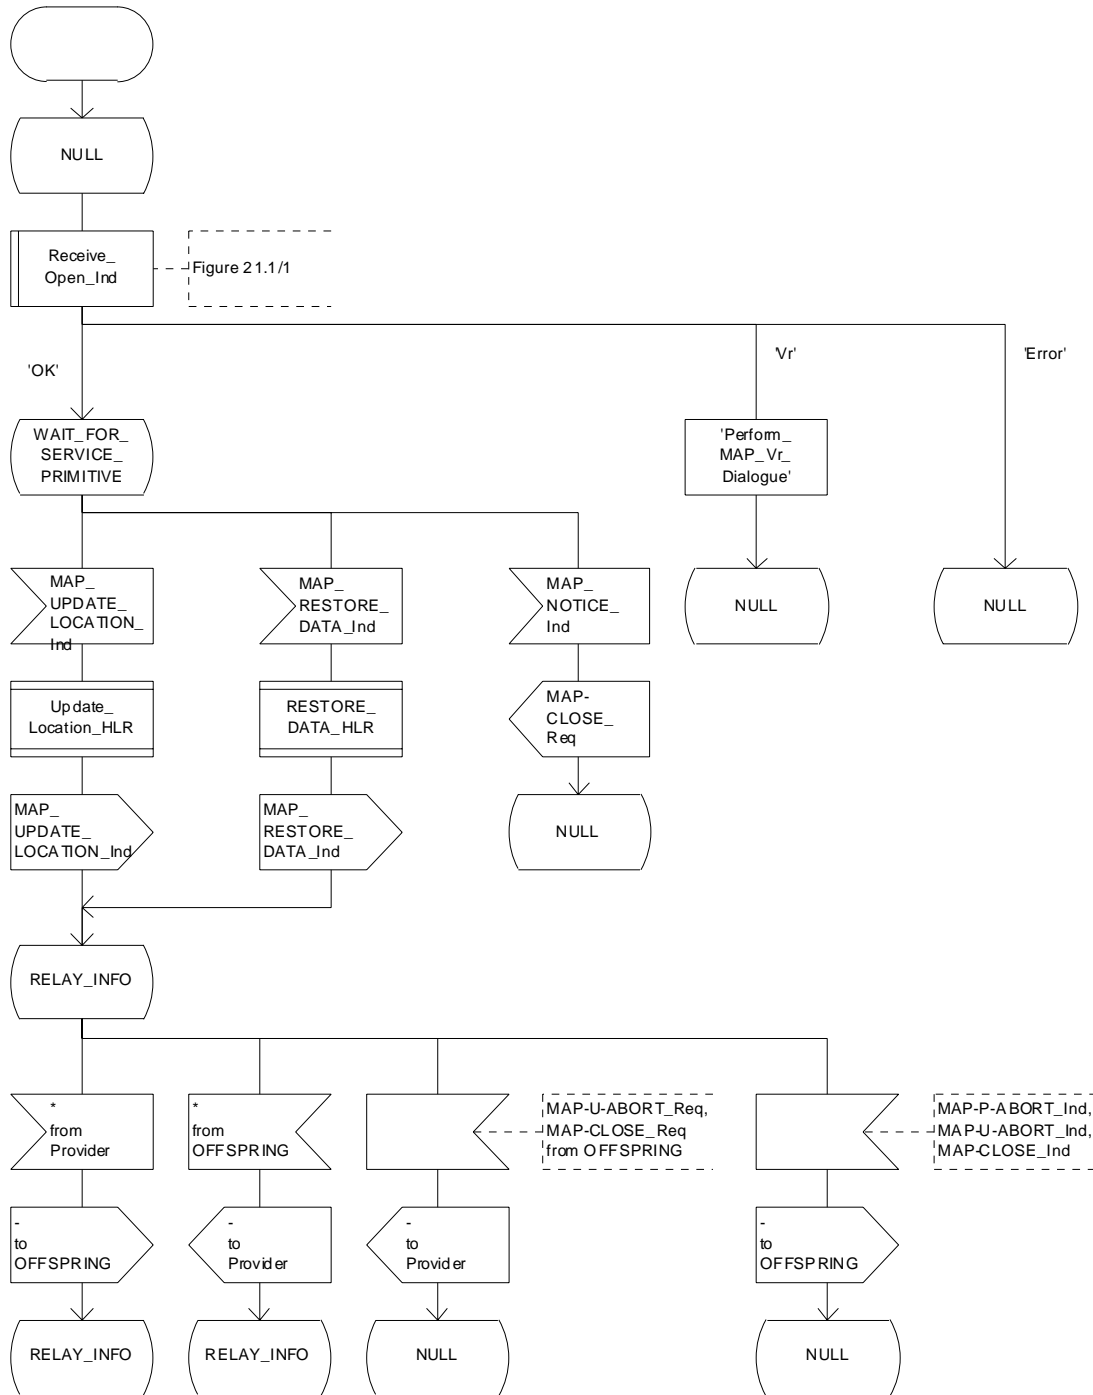 NULL
Receive_
Open_Ind
Figure 21.1/1
'OK'
'Vr'
'Error'
WAIT_FOR_
SERVICE_
PRIMITIVE
'Perform_
MAP_Vr_
Dialogue'
MAP_
UPDATE_
LOCATION_
Ind
MAP_
RESTORE_
DATA_Ind
MAP_
NOTICE_
Ind
NULL
NULL
Update_
Location_HLR
RESTORE_
DATA_HLR
MAP-
CLOSE_
Req
MAP_
UPDATE_
LOCATION_Ind
MAP_
RESTORE_
DATA_Ind
NULL
RELAY_INFO
*
from
Provider
*
from
OFFSPRING
MAP-U-ABORT_Req,
MAP-CLOSE_Req
from OFFSPRING
MAP-P-ABORT_Ind,
MAP-U-ABORT_Ind,
MAP-CLOSE_Ind
-
to
OFFSPRING
-
to
Provider
-
to
Provider
-
to
OFFSPRING
RELAY_INFO
RELAY_INFO
NULL
NULL